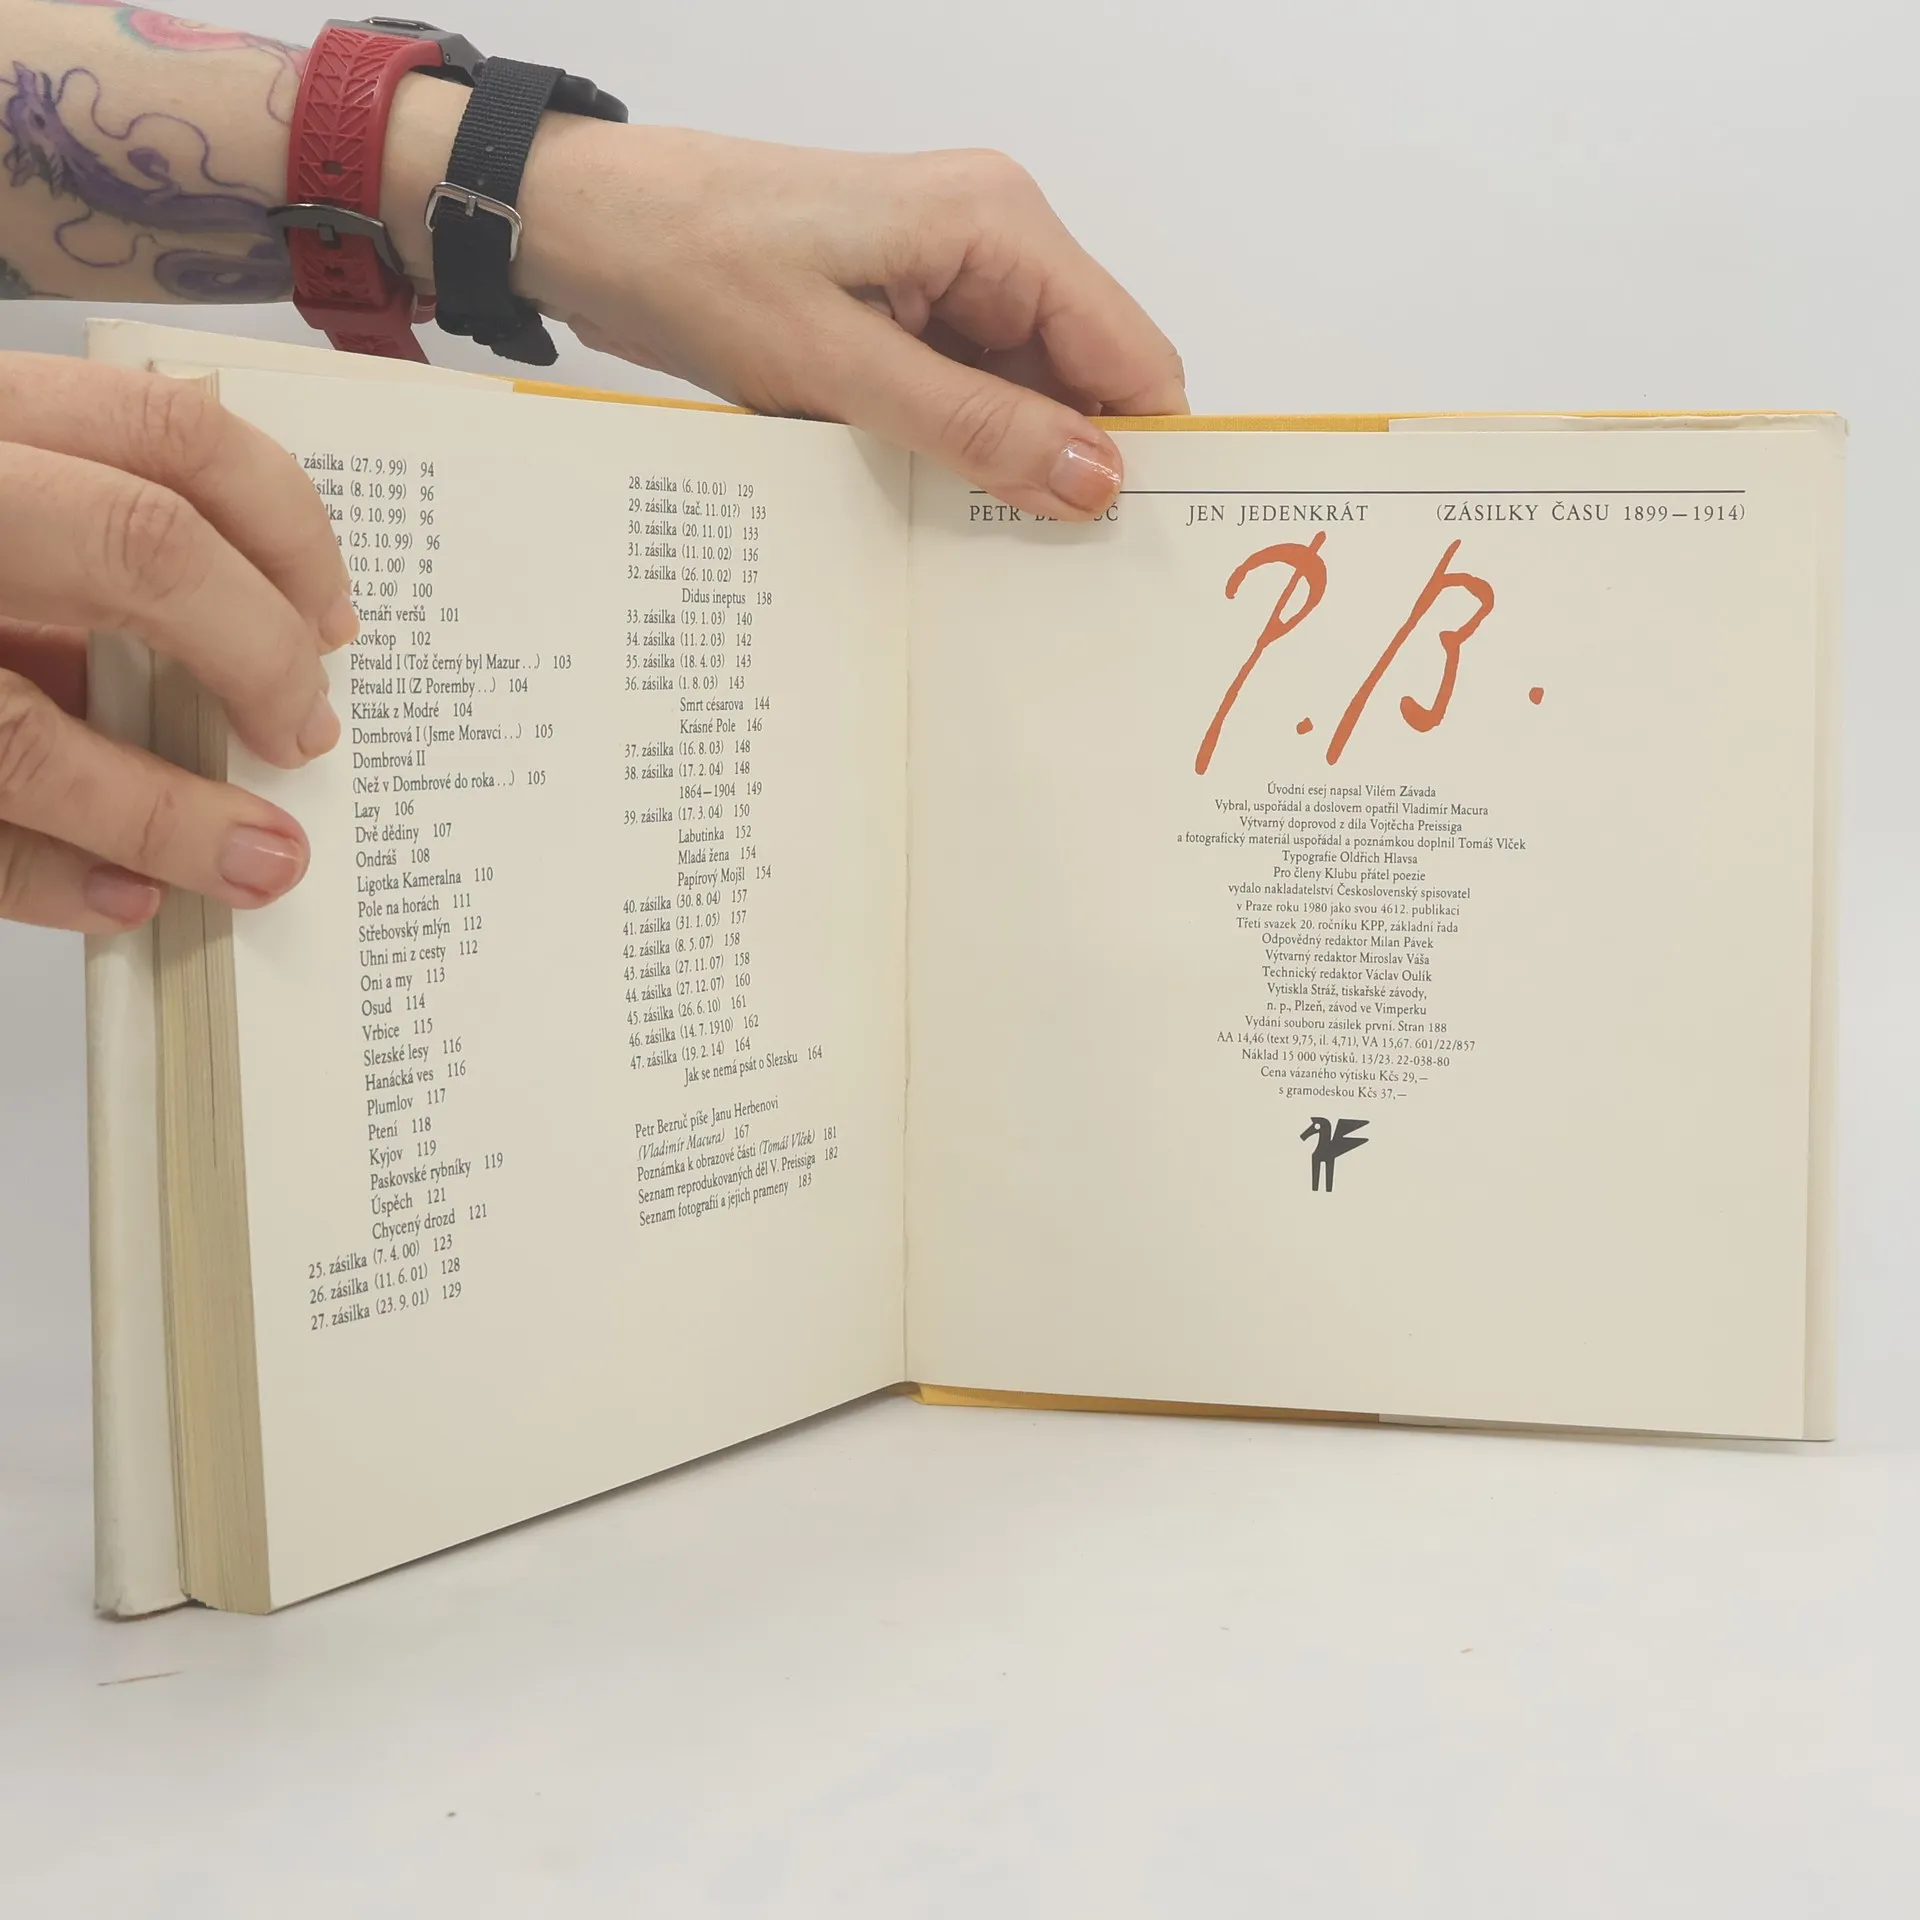 zásilka (27. 9. 99) 94
(8. 10. 99) 96
(9. 10. 99) 96
(25. 10. 99) 96
(10. 1. 00) 98
(4. 2. 00) 100
Čtenáři veršů 101
Kovkop 102
Pětvald I (Tož černý byl Mazur . . .) 103
Pětvald II (Z Poremby . . .) 104
Křižák z Modré 104
Dombrová I (Jsme Moravci . . .) 105
Dombrová II
(Než v Dombrové do roka . . .) 105
Lazy 106
Dvě dědiny 107
Ondráš 108
Ligotka Kameralna 110
Pole na horách 111
Střebovský mlýn 112
Uhni mi z cesty 112
Oni a my 113
Osud 114
Vrbice 115
Slezské lesy 116
Hanácká ves 116
Plumlov 117
Ptení 118
Kyjov 119
Paskovské rybníky 119
Úspěch 121
Chycený drozd 121
25. zásilka (7. 4. 00) 123
26. zásilka (11. 6. 01) 128
27. zásilka (23. 9. 01) 129
28. zásilka (6. 10. 01) 129
29. zásilka (zač. 11. 01?) 133
30. zásilka (20. 11. 01) 133
31. zásilka (11. 10. 02) 136
32. zásilka (26. 10. 02) 137
Didus ineptus 138
33. zásilka (19. 1. 03) 140
34. zásilka (11. 2. 03) 142
35. zásilka (18. 4. 03) 143
36. zásilka (1. 8. 03) 143
Smrt césarova 144
Krásné Pole 146
37. zásilka (16. 8. 03) 148
38. zásilka (17. 2. 04) 148
1864—1904 149
39. zásilka (17. 3. 04) 150
Labutinka 152
Mladá žena 154
Papírový Mojšl 154
40. zásilka (30. 8. 04) 157
41. zásilka (31. 1. 05) 157
42. zásilka (8. 5. 07) 158
43. zásilka (27. 11. 07) 158
44. zásilka (27. 12. 07) 160
45. zásilka (26. 6. 10) 161
46. zásilka (14. 7. 1910) 162
47. zásilka (19. 2. 14) 164
Jak se nemá psát o Slezsku 164
Petr Bezruč píše Janu Herbenovi
(Vladimír Macura) 167
Poznámka k obrazové části (Tomáš Vlček) 181
Seznam reprodukovaných děl V. Preissiga 182
Seznam fotografií a jejich prameny 183
PETR JEN JEDENKRÁT (ZÁSILKY ČASU 1899—1914)
P. B.
Úvodní esej napsal Vilém Závada
Vybral, uspořádal a doslovem opatřil Vladimír Macura
Výtvarný doprovod z díla Vojtěcha Preissiga
a fotografický materiál uspořádal a poznámkou doplnil Tomáš Vlček
Typografie Oldřich Hlavsa
Pro členy Klubu přátel poezie
vydalo nakladatelství Československý spisovatel
v Praze roku 1980 jako svou 4612. publikaci
Třetí svazek 20. ročníku KPP, základní řada
Odpovědný redaktor Milan Pávek
Výtvarný redaktor Miroslav Váša
Technický redaktor Václav Oulík
Vytiskla Stráž, tiskařské závody,
n. p., Plzeň, závod ve Vimperku
Vydání souboru zásilek první. Stran 188
AA 14,46 (text 9,75, il. 4,71), VA 15,67. 601/22/857
Náklad 15 000 výtisků. 13/23. 22-038-80
Cena vázaného výtisku Kčs 29,—
s gramodeskou Kčs 37,—